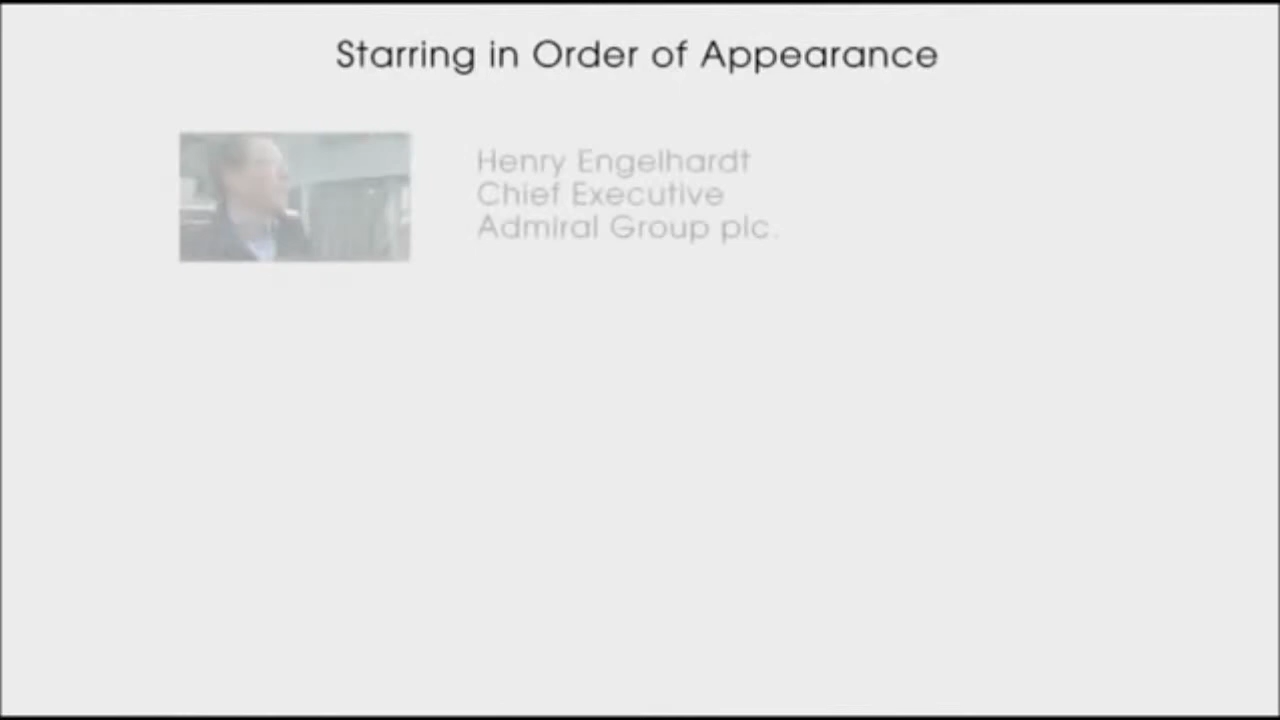 Starring in Order of Appearance
Henry Engelhardt
Chief Executive
Admiral Group plc.